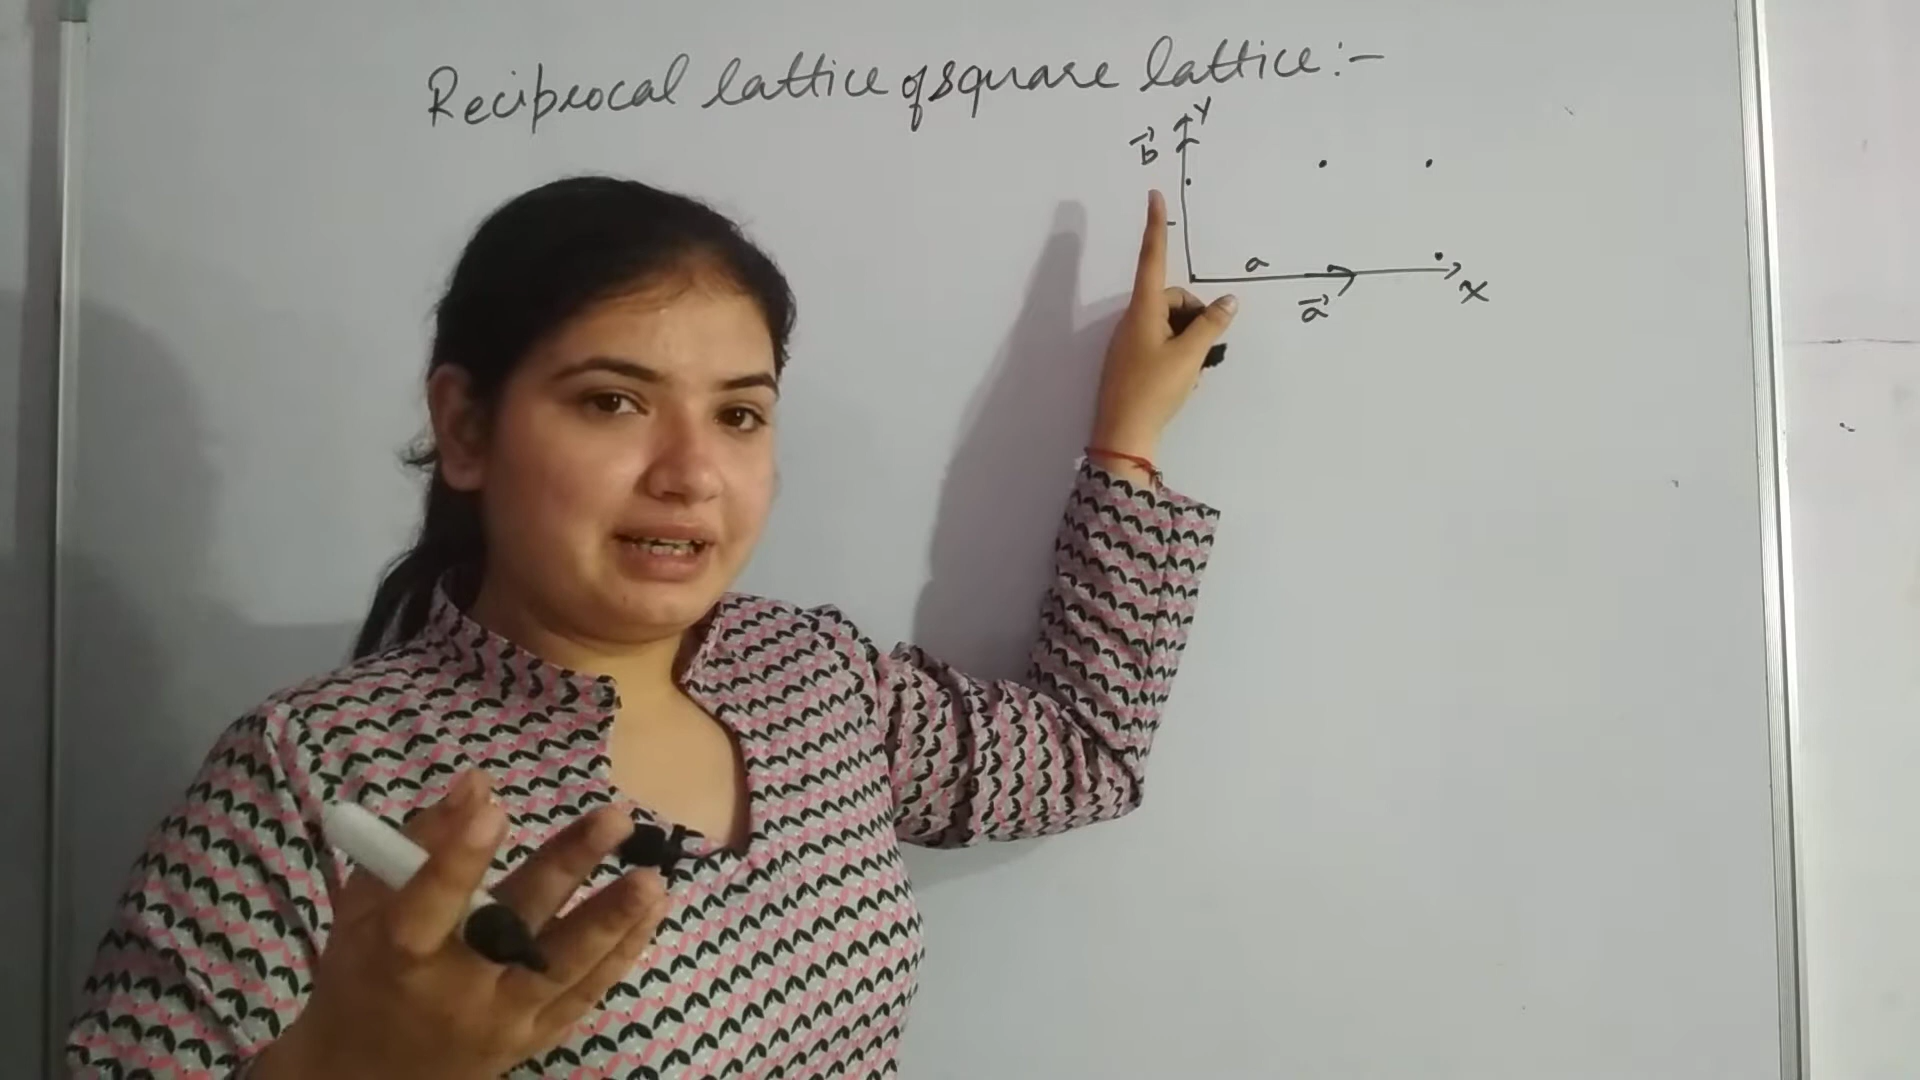 Reciprocal lattice of square lattice:-
y
b⃗
a
a⃗
x